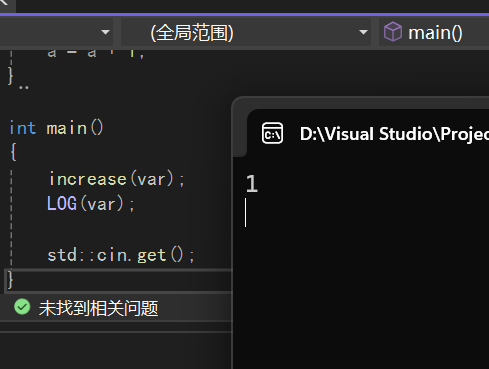 (全局范围)
main()
}
int main()
{
increase(var);
LOG(var);
std::cin.get();
}
未找到相关问题
D:\Visual Studio\Projec
1